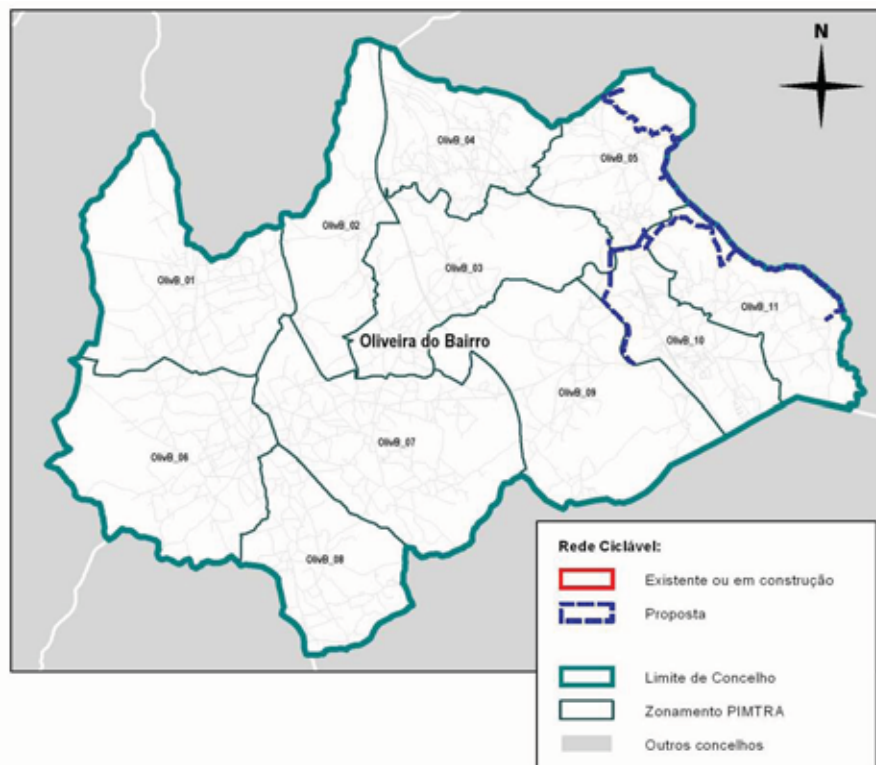 N
OlivB_04
OlivB_05
OlivB_02
OlivB_03
OlivB_01
OlivB_11
Oliveira do Bairro
OlivB_10
OlivB_09
OlivB_07
OlivB_06
OlivB_08
Rede Ciclável:
Existente ou em construção
Proposta
Limite de Concelho
Zonamento PIMTRA
Outros concelhos